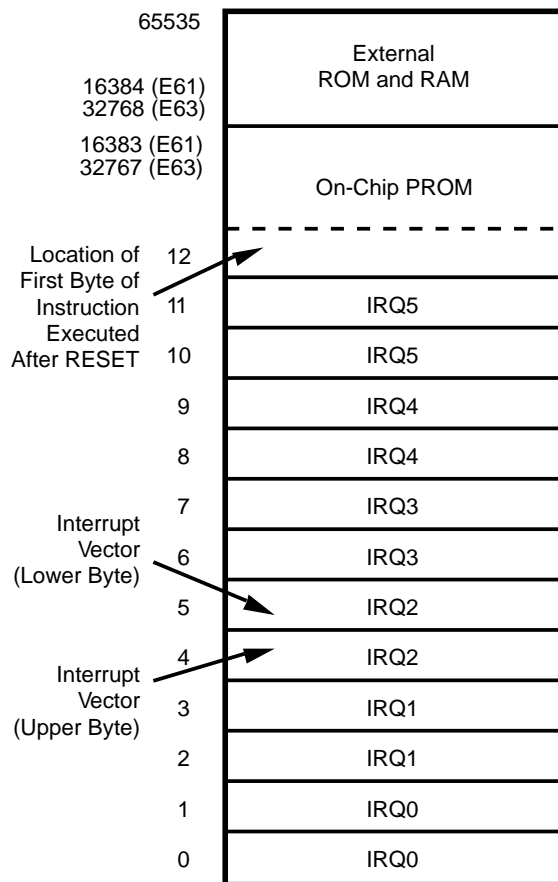 65535
External
ROM and RAM
16384 (E61)
32768 (E63)
16383 (E61)
32767 (E63)
On-Chip PROM
Location of
First Byte of
Instruction
Executed
After RESET
12
11 IRQ5
10 IRQ5
9 IRQ4
8 IRQ4
7 IRQ3
Interrupt
Vector
(Lower Byte)
6 IRQ3
5 IRQ2
4 IRQ2
Interrupt
Vector
(Upper Byte)
3 IRQ1
2 IRQ1
1 IRQ0
0 IRQ0